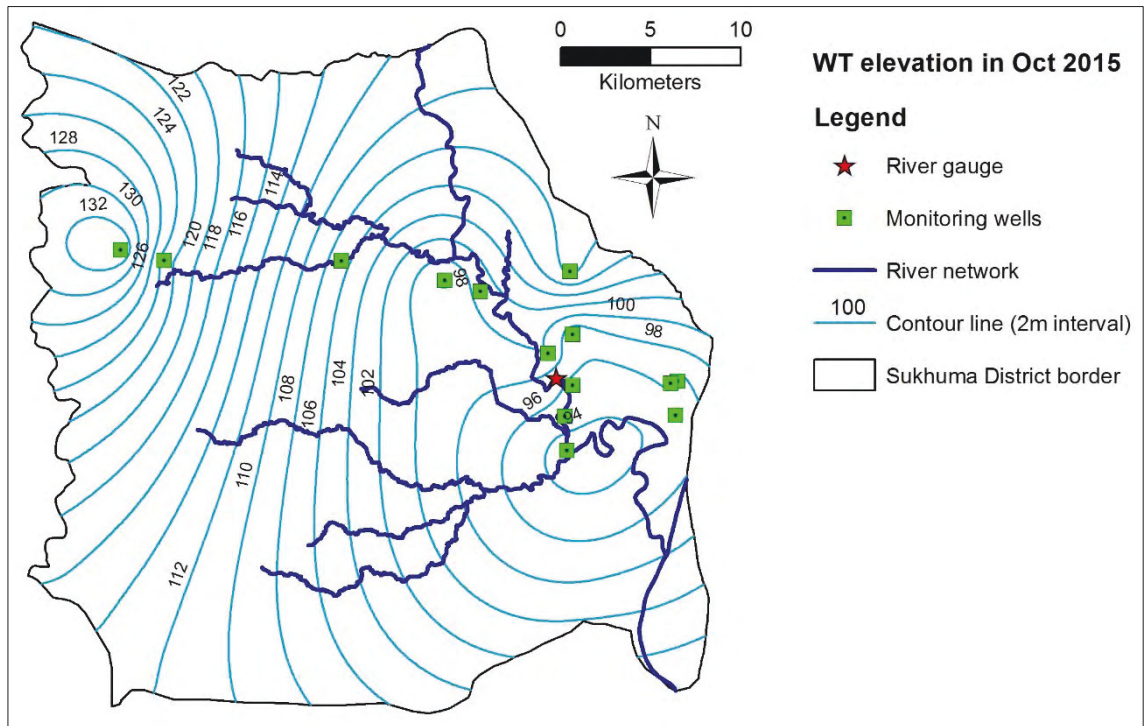 0 5 10
Kilometers
N
WT elevation in Oct 2015
Legend
River gauge
Monitoring wells
River network
100 Contour line (2m interval)
Sukhuma District border
122
124
128
130
132
126
120
118
116
114
98
100
98
102
104
108
106
96
94
110
112